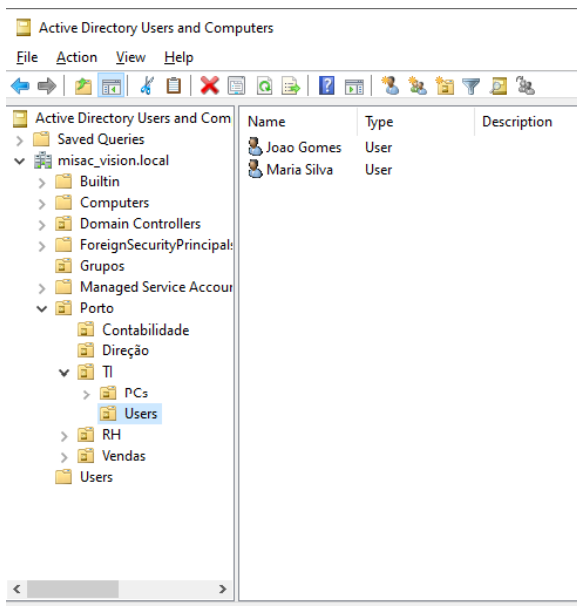 Active Directory Users and Computers
File Action View Help
Active Directory Users and Com
Saved Queries
misac_vision.local
Builtin
Computers
Domain Controllers
ForeignSecurityPrincipals
Grupos
Managed Service Accour
Porto
Contabilidade
Direção
TI
PCs
Users
RH
Vendas
Users
Name Type Description
Joao Gomes User
Maria Silva User